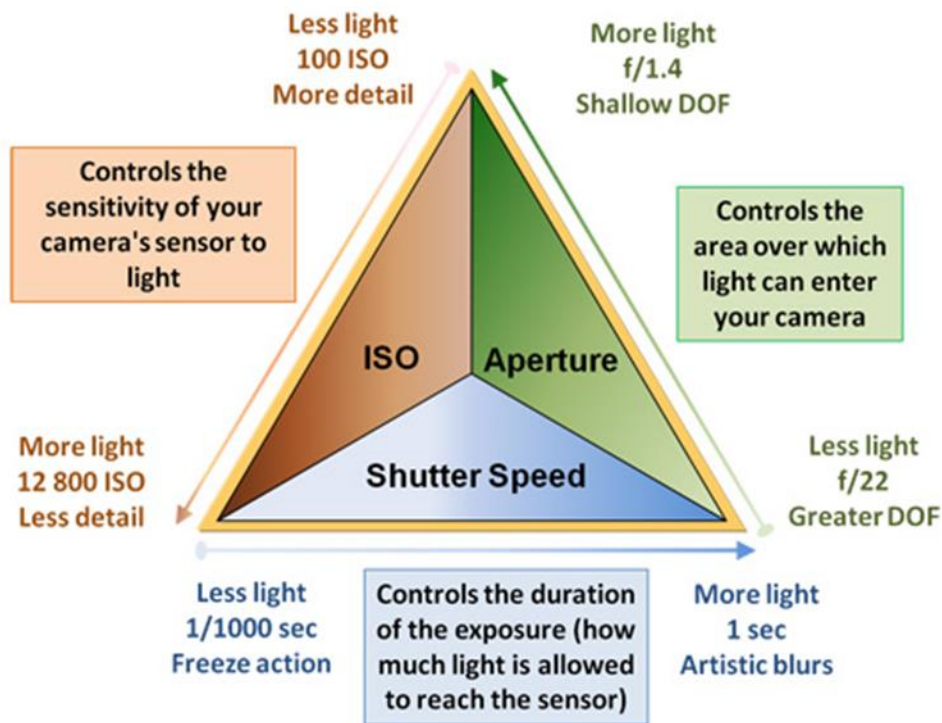 Less light
100 ISO
More detail
More light
f/1.4
Shallow DOF
Controls the
sensitivity of your
camera's sensor to
light
Controls the
area over which
light can enter
your camera
ISO
Aperture
Shutter Speed
More light
12 800 ISO
Less detail
Less light
f/22
Greater DOF
Less light
1/1000 sec
Freeze action
Controls the duration
of the exposure (how
much light is allowed
to reach the sensor)
More light
1 sec
Artistic blurs